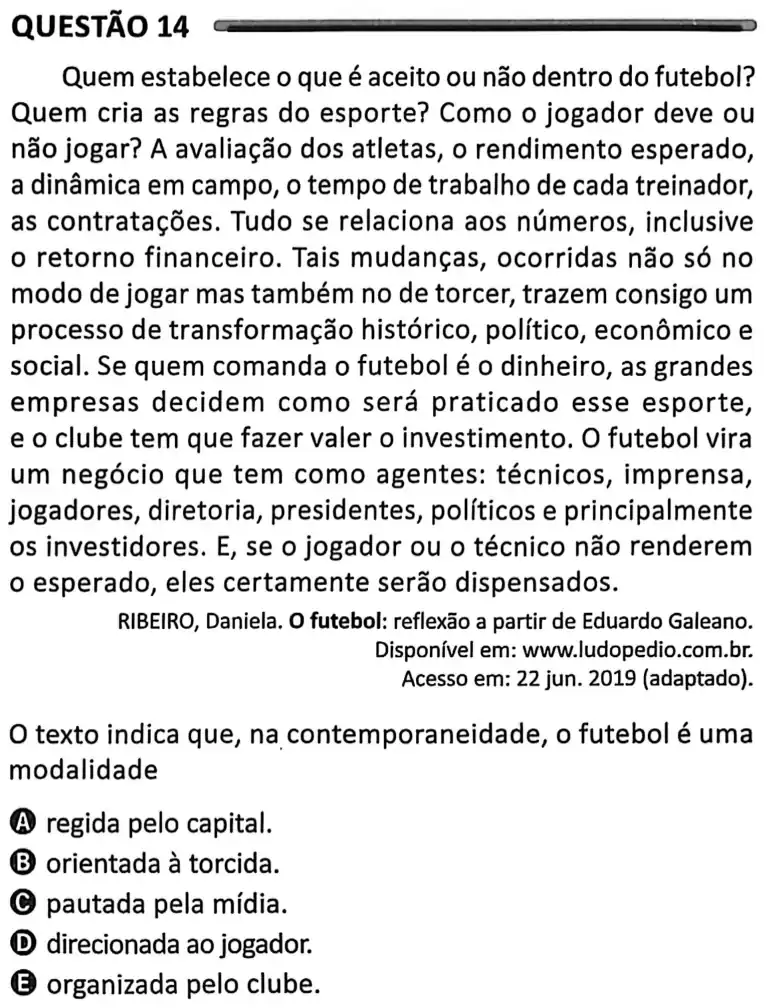 QUESTÃO 14
Quem estabelece o que é aceito ou não dentro do futebol?
Quem cria as regras do esporte? Como o jogador deve ou
não jogar? A avaliação dos atletas, o rendimento esperado,
a dinâmica em campo, o tempo de trabalho de cada treinador,
as contratações. Tudo se relaciona aos números, inclusive
o retorno financeiro. Tais mudanças, ocorridas não só no
modo de jogar mas também no de torcer, trazem consigo um
processo de transformação histórico, político, econômico e
social. Se quem comanda o futebol é o dinheiro, as grandes
empresas decidem como será praticado esse esporte,
e o clube tem que fazer valer o investimento. O futebol vira
um negócio que tem como agentes: técnicos, imprensa,
jogadores, diretoria, presidentes, políticos e principalmente
os investidores. E, se o jogador ou o técnico não renderem
o esperado, eles certamente serão dispensados.
RIBEIRO, Daniela. O futebol: reflexão a partir de Eduardo Galeano.
Disponível em: www.ludopedio.com.br.
Acesso em: 22 jun. 2019 (adaptado).
O texto indica que, na contemporaneidade, o futebol é uma
modalidade
A regida pelo capital.
B orientada à torcida.
C pautada pela mídia.
D direcionada ao jogador.
E organizada pelo clube.